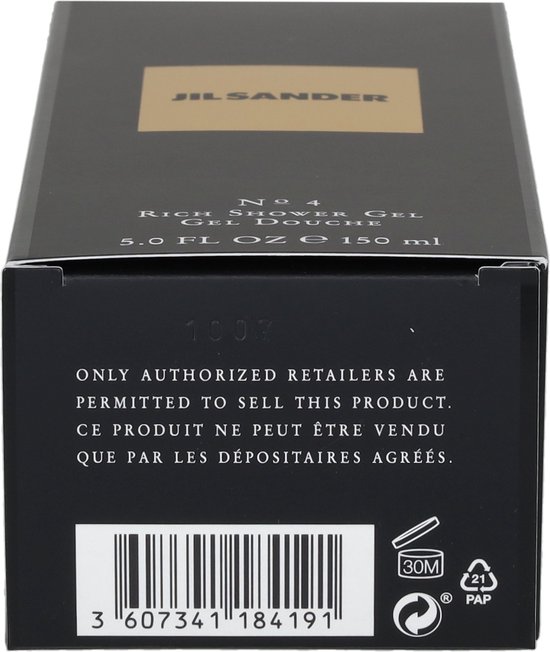 JIL SANDER
Nº 4
RICH SHOWER GEL
GEL DOUCHE
5.0 FL OZ ℮ 150 ml
1007
ONLY AUTHORIZED RETAILERS ARE
PERMITTED TO SELL THIS PRODUCT.
CE PRODUIT NE PEUT ÊTRE VENDU
QUE PAR LES DÉPOSITAIRES AGRÉÉS.
30M
21
PAP
®
3 607341 184191